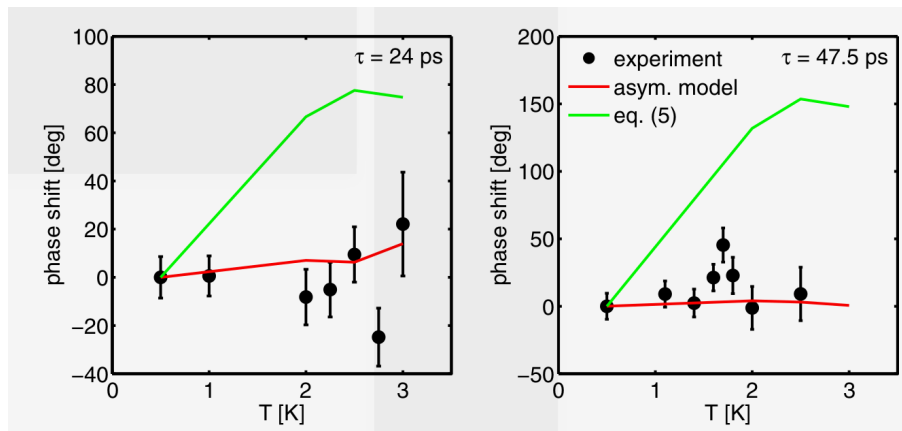 100
80
60
40
20
0
−20
−40
phase shift [deg]
τ = 24 ps
0
1
2
3
T [K]
200
150
100
50
0
−50
phase shift [deg]
experiment
τ = 47.5 ps
asym. model
eq. (5)
0
1
2
3
T [K]